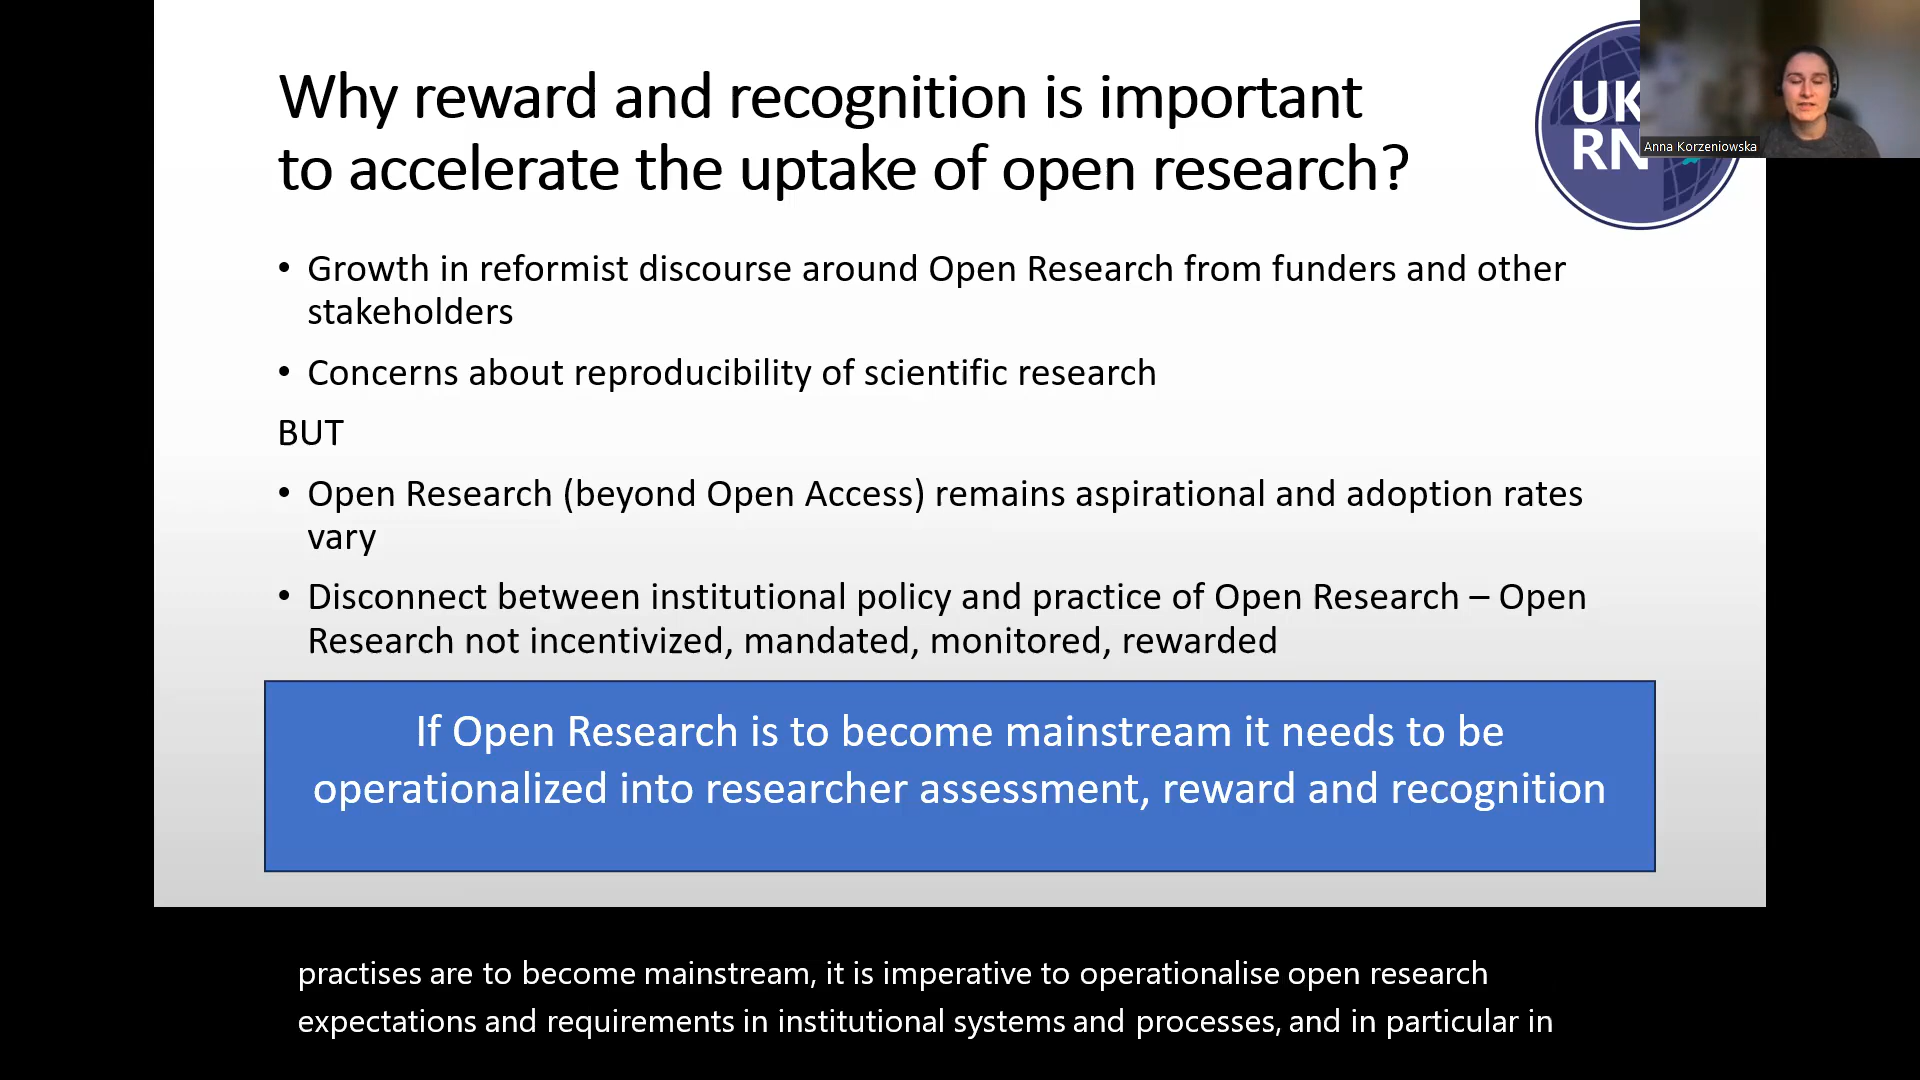 Why reward and recognition is important
to accelerate the uptake of open research?
UK
RN
Anna Korzeniowska
• Growth in reformist discourse around Open Research from funders and other
stakeholders
• Concerns about reproducibility of scientific research
BUT
• Open Research (beyond Open Access) remains aspirational and adoption rates
vary
• Disconnect between institutional policy and practice of Open Research – Open
Research not incentivized, mandated, monitored, rewarded
If Open Research is to become mainstream it needs to be
operationalized into researcher assessment, reward and recognition
practises are to become mainstream, it is imperative to operationalise open research
expectations and requirements in institutional systems and processes, and in particular in